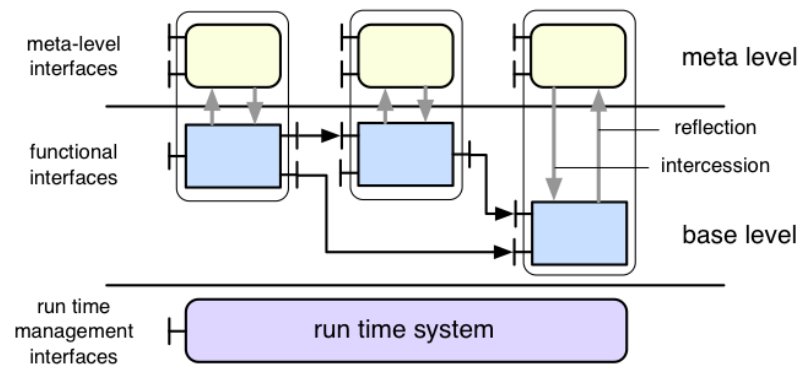 meta-level
interfaces
meta level
reflection
functional
interfaces
intercession
base level
run time
management
interfaces
run time system